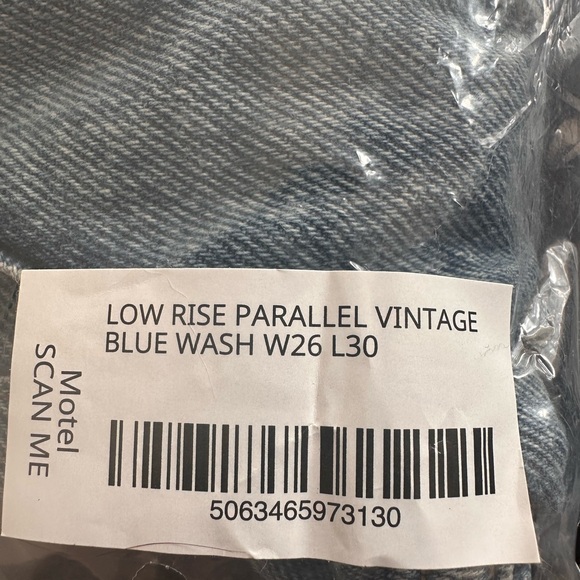 LOW RISE PARALLEL VINTAGE
BLUE WASH W26 L30
Motel
SCAN ME
5063465973130